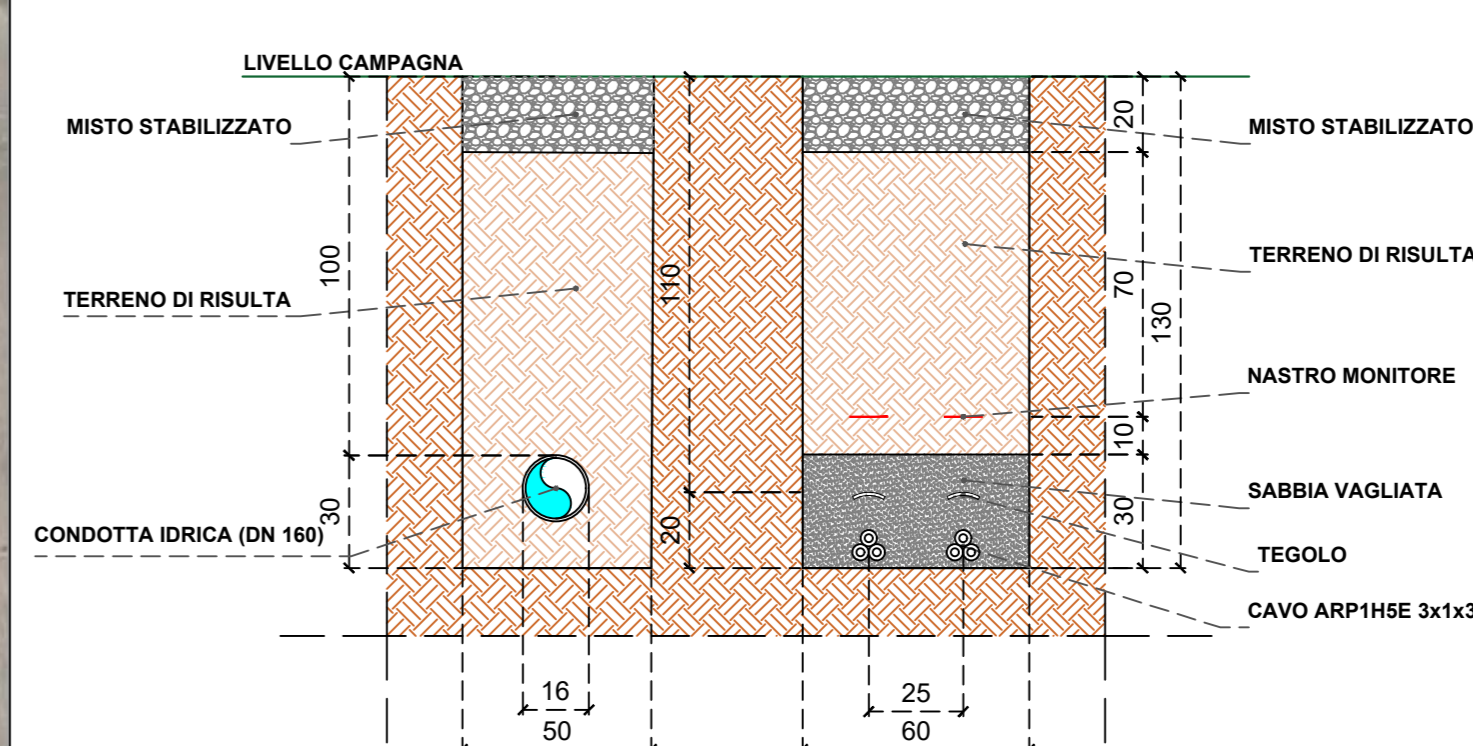 LIVELLO CAMPAGNA
MISTO STABILIZZATO
MISTO STABILIZZATO
20
100
TERRENO DI RISULTA
TERRENO DI RISULTA
110
70
130
NASTRO MONITORE
10
SABBIA VAGLIATA
30
30
CONDOTTA IDRICA (DN 160)
20
TEGOLO
CAVO ARP1H5E 3x1x3
16
25
50
60